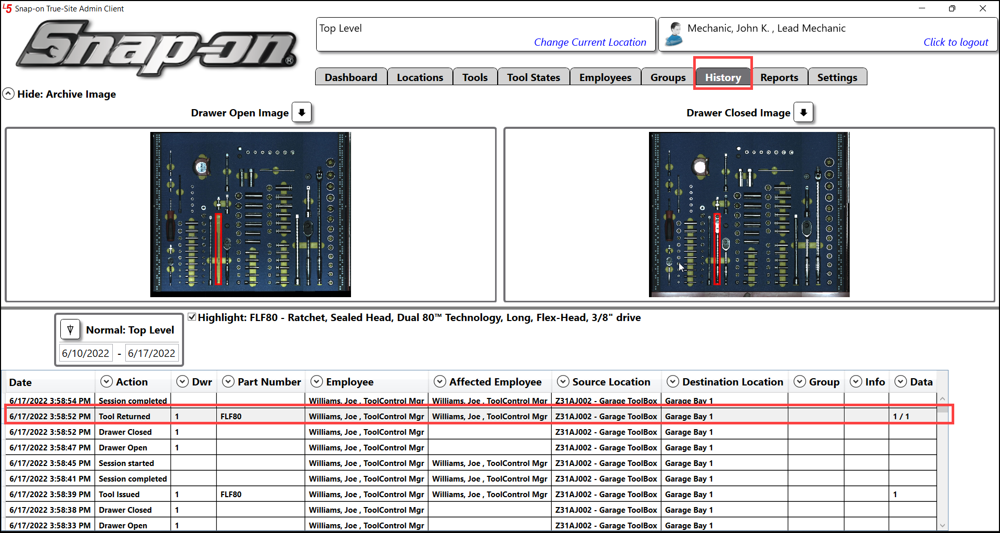 L5 Snap-on True-Site Admin Client
Snap-on ®
Top Level
Change Current Location
Mechanic, John K. , Lead Mechanic
Click to logout
Dashboard Locations Tools Tool States Employees Groups History Reports Settings
Hide: Archive Image
Drawer Open Image Drawer Closed Image
Highlight: FLF80 - Ratchet, Sealed Head, Dual 80™ Technology, Long, Flex-Head, 3/8" drive
Normal: Top Level
6/10/2022 - 6/17/2022
Date Action Dwr Part Number Employee Affected Employee Source Location Destination Location Group Info Data
6/17/2022 3:58:54 PM Session completed Williams, Joe , ToolControl Mgr Williams, Joe , ToolControl Mgr Z31AJ002 - Garage ToolBox Garage Bay 1
6/17/2022 3:58:52 PM Tool Returned 1 FLF80 Williams, Joe , ToolControl Mgr Williams, Joe , ToolControl Mgr Z31AJ002 - Garage ToolBox Garage Bay 1 1 / 1
6/17/2022 3:58:52 PM Drawer Closed 1 Williams, Joe , ToolControl Mgr Z31AJ002 - Garage ToolBox Garage Bay 1
6/17/2022 3:58:47 PM Drawer Open 1 Williams, Joe , ToolControl Mgr Z31AJ002 - Garage ToolBox Garage Bay 1
6/17/2022 3:58:45 PM Session started Williams, Joe , ToolControl Mgr Williams, Joe , ToolControl Mgr Z31AJ002 - Garage ToolBox Garage Bay 1
6/17/2022 3:58:41 PM Session completed Williams, Joe , ToolControl Mgr Williams, Joe , ToolControl Mgr Z31AJ002 - Garage ToolBox Garage Bay 1
6/17/2022 3:58:39 PM Tool Issued 1 FLF80 Williams, Joe , ToolControl Mgr Williams, Joe , ToolControl Mgr Z31AJ002 - Garage ToolBox Garage Bay 1 1
6/17/2022 3:58:38 PM Drawer Closed 1 Williams, Joe , ToolControl Mgr Z31AJ002 - Garage ToolBox Garage Bay 1
6/17/2022 3:58:33 PM Drawer Open 1 Williams, Joe , ToolControl Mgr Z31AJ002 - Garage ToolBox Garage Bay 1